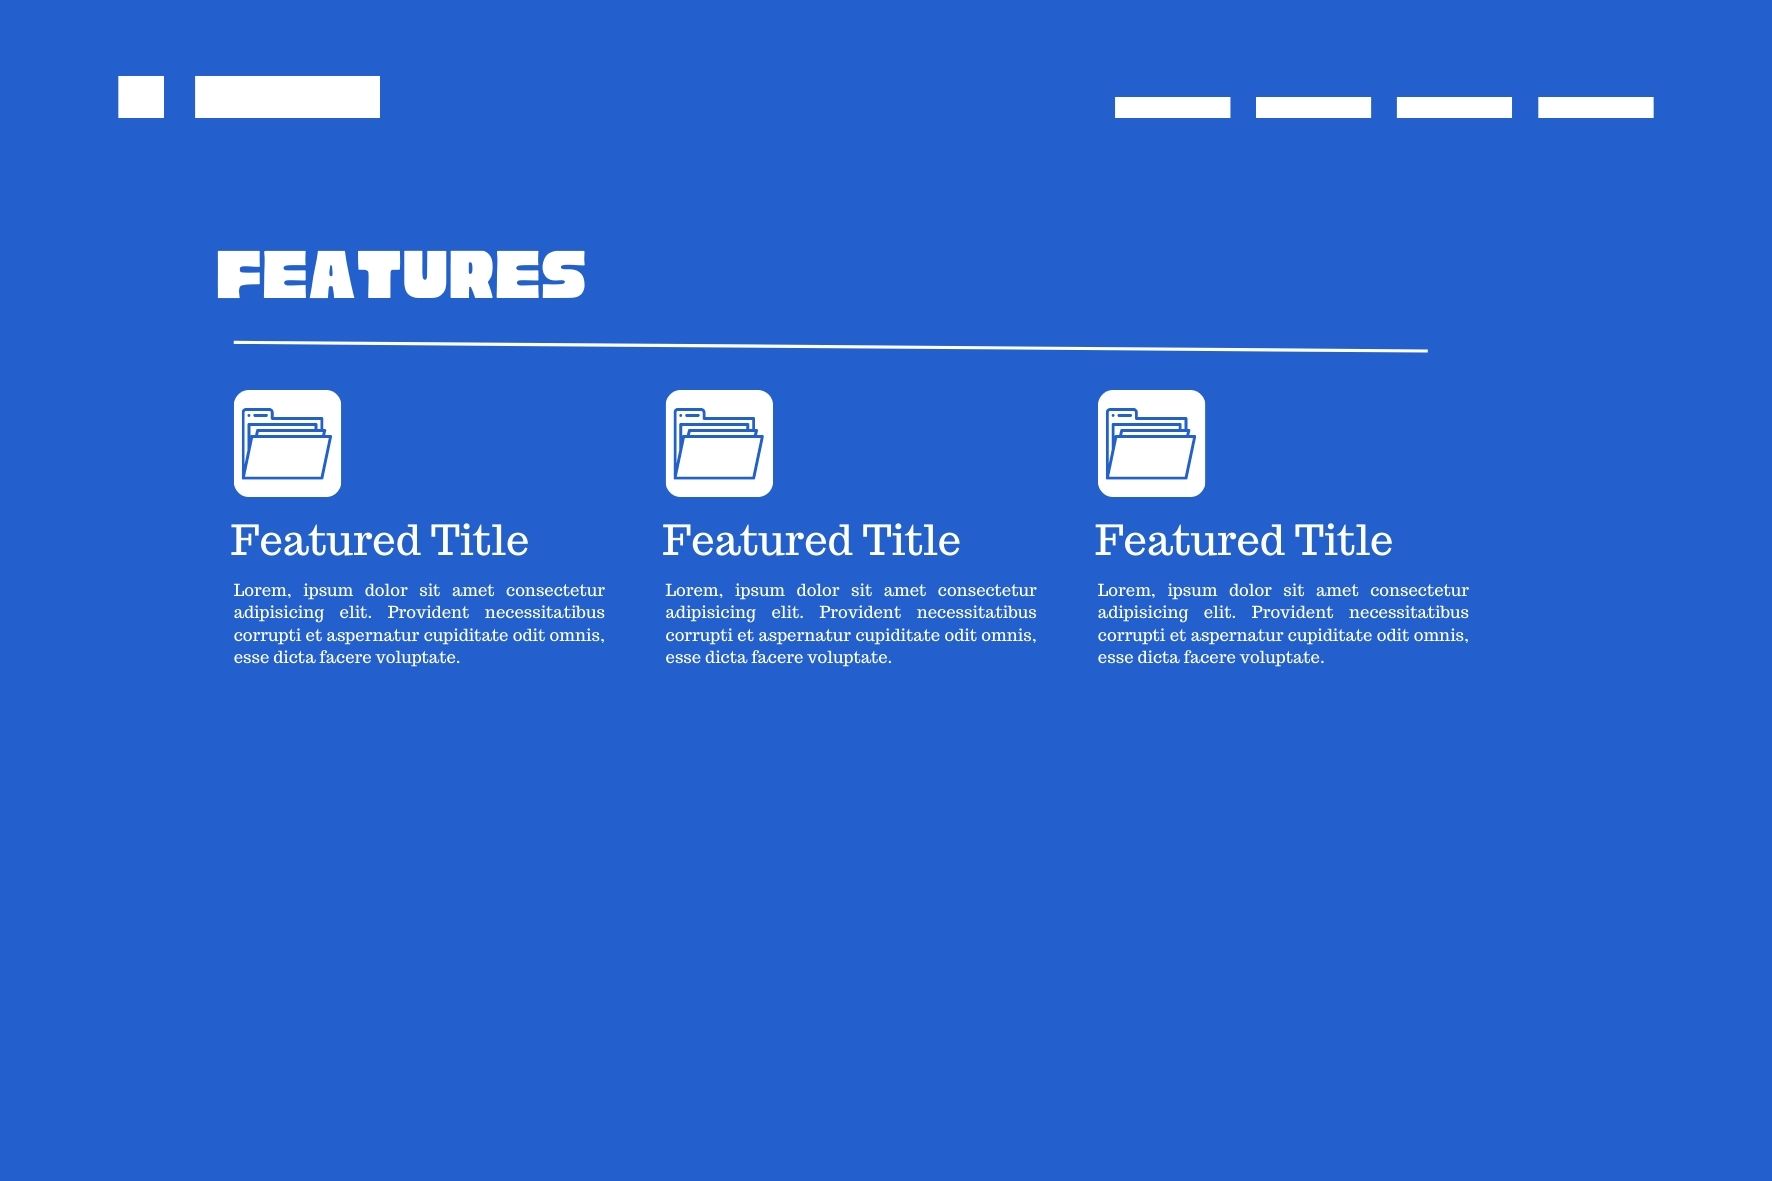 FEATURES
Featured Title
Lorem, ipsum dolor sit amet consectetur
adipisicing elit. Provident necessitatibus
corrupti et aspernatur cupiditate odit omnis,
esse dicta facere voluptate.
Featured Title
Lorem, ipsum dolor sit amet consectetur
adipisicing elit. Provident necessitatibus
corrupti et aspernatur cupiditate odit omnis,
esse dicta facere voluptate.
Featured Title
Lorem, ipsum dolor sit amet consectetur
adipisicing elit. Provident necessitatibus
corrupti et aspernatur cupiditate odit omnis,
esse dicta facere voluptate.